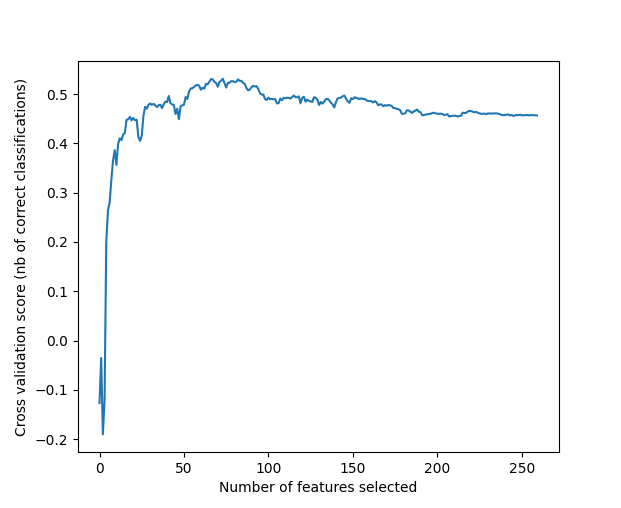 Cross validation score (nb of correct classifications)
0.5
0.4
0.3
0.2
0.1
0.0
−0.1
−0.2
0 50 100 150 200 250
Number of features selected